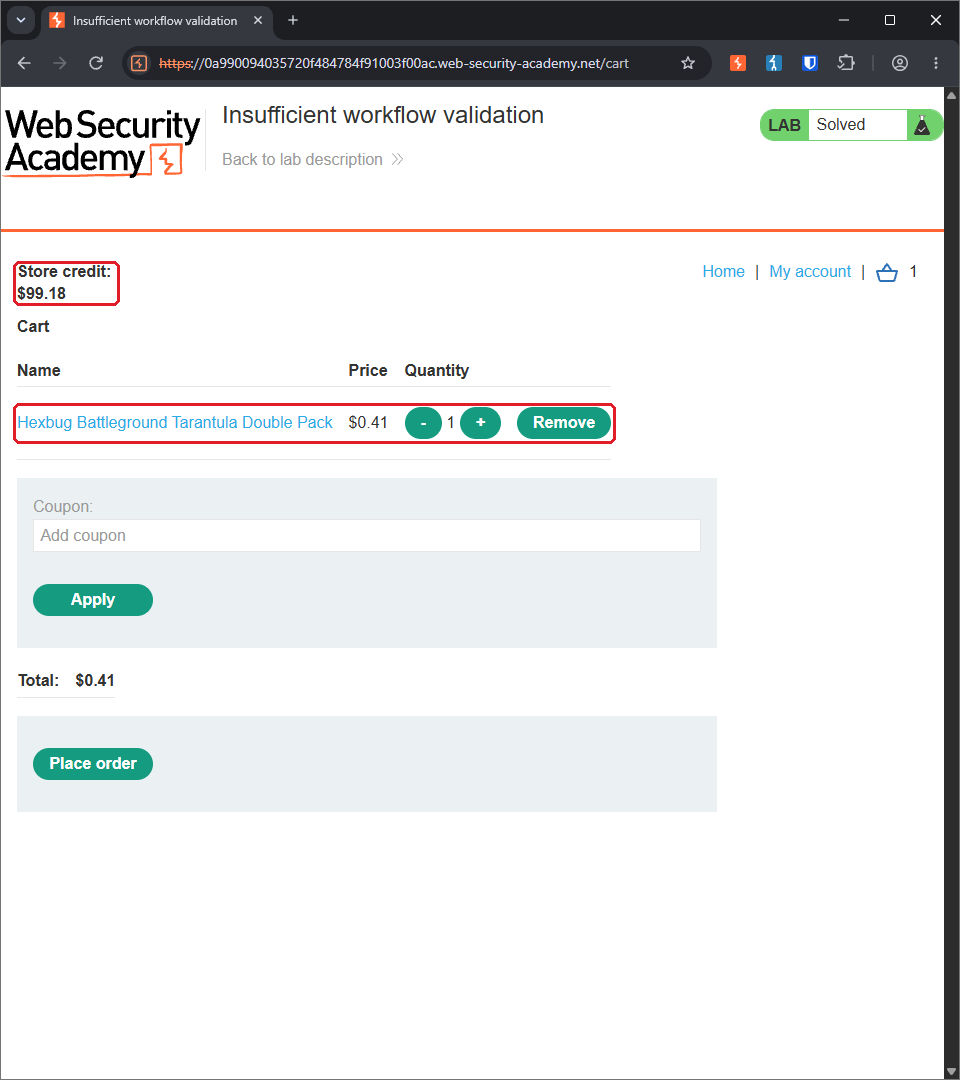 Insufficient workflow validation
https://0a990094035720f484784f91003f00ac.web-security-academy.net/cart
Web Security
Academy
Insufficient workflow validation
Back to lab description
LAB Solved
Store credit:
$99.18
Home | My account | 1
Cart
Name Price Quantity
Hexbug Battleground Tarantula Double Pack $0.41 - 1 + Remove
Coupon:
Add coupon
Apply
Total: $0.41
Place order